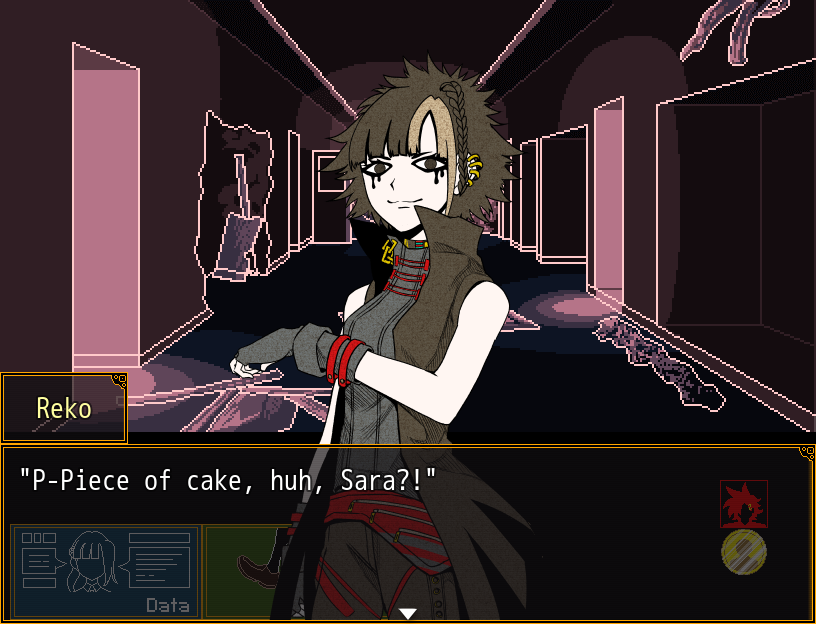 Reko
"P-Piece of cake, huh, Sara?!"
Data